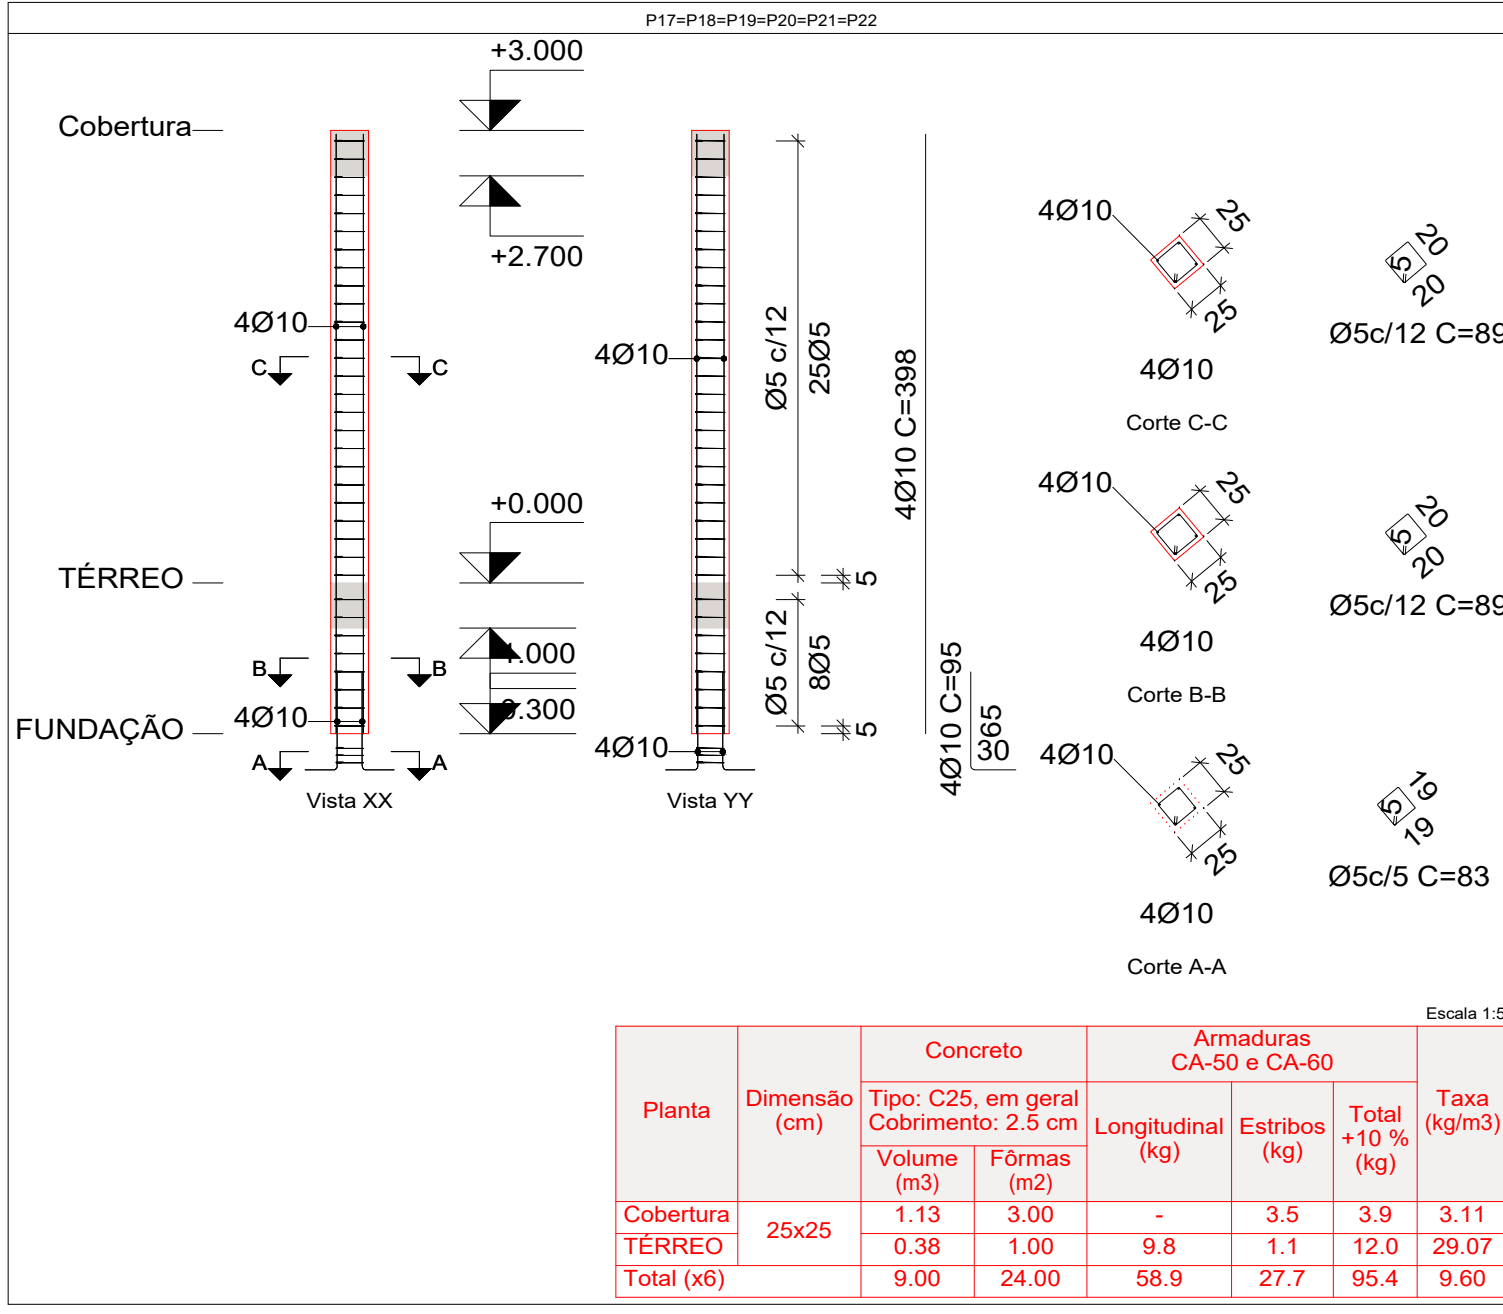 P17=P18=P19=P20=P21=P22
+3.000
Cobertura
+2.700
4Ø10
C
C
4Ø10
Ø5 c/12
25Ø5
4Ø10 C=398
+0.000
TÉRREO
5
Ø5 c/12
8Ø5
B
B
.000
FUNDAÇÃO
4Ø10
.300
5
4Ø10
A
A
4Ø10 C=95
365
30
Vista XX
Vista YY
4Ø10
25
25
4Ø10
Corte C-C
5
20
20
Ø5c/12 C=89
4Ø10
25
25
4Ø10
Corte B-B
5
20
20
Ø5c/12 C=89
4Ø10
25
25
4Ø10
Corte A-A
5
19
19
Ø5c/5 C=83
Escala 1:5
Planta
Dimensão
(cm)
Concreto
Armaduras
CA-50 e CA-60
Taxa
(kg/m3)
Tipo: C25, em geral
Cobrimento: 2.5 cm
Longitudinal
(kg)
Estribos
(kg)
Total
+10 %
(kg)
Volume
(m3)
Fôrmas
(m2)
Cobertura 25x25 1.13 3.00 - 3.5 3.9 3.11
TÉRREO 0.38 1.00 9.8 1.1 12.0 29.07
Total (x6) 9.00 24.00 58.9 27.7 95.4 9.60